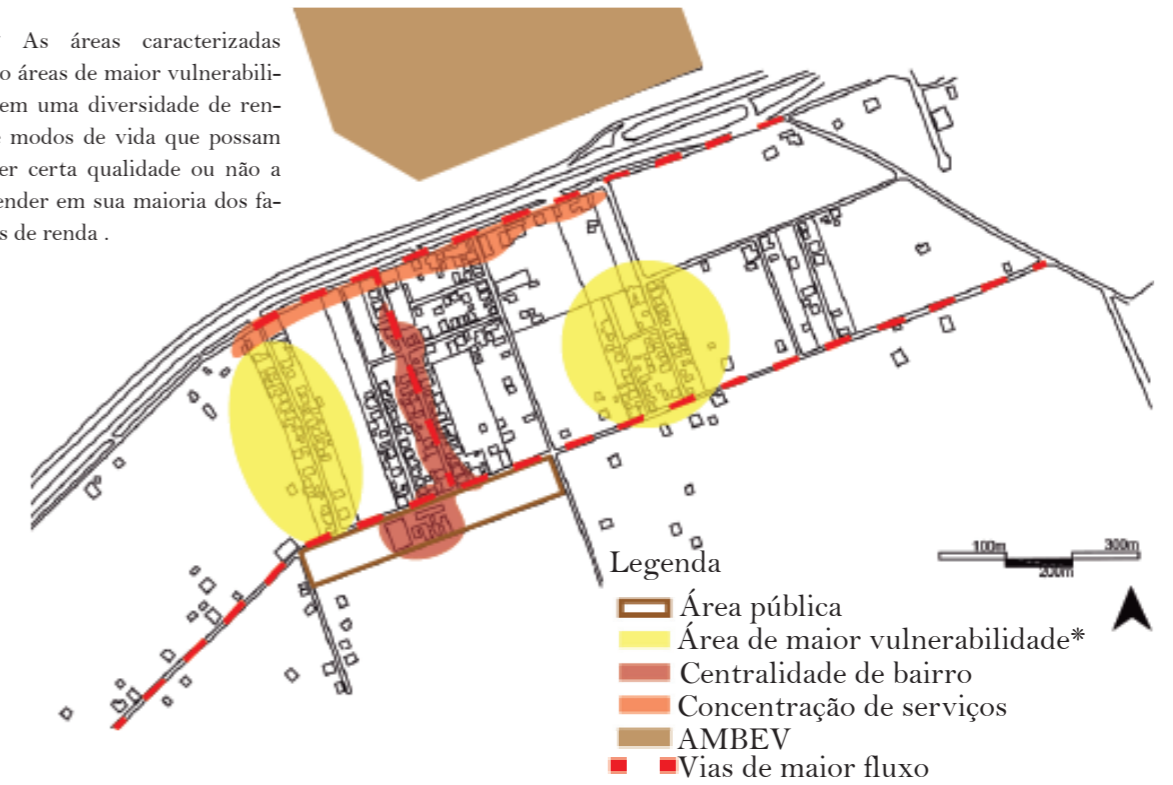 As áreas caracterizadas
o áreas de maior vulnerabili-
em uma diversidade de ren-
modos de vida que possam
er certa qualidade ou não a
ender em sua maioria dos fa-
s de renda .
100m
300m
200m
Legenda
Área pública
Área de maior vulnerabilidade*
Centralidade de bairro
Concentração de serviços
AMBEV
Vias de maior fluxo